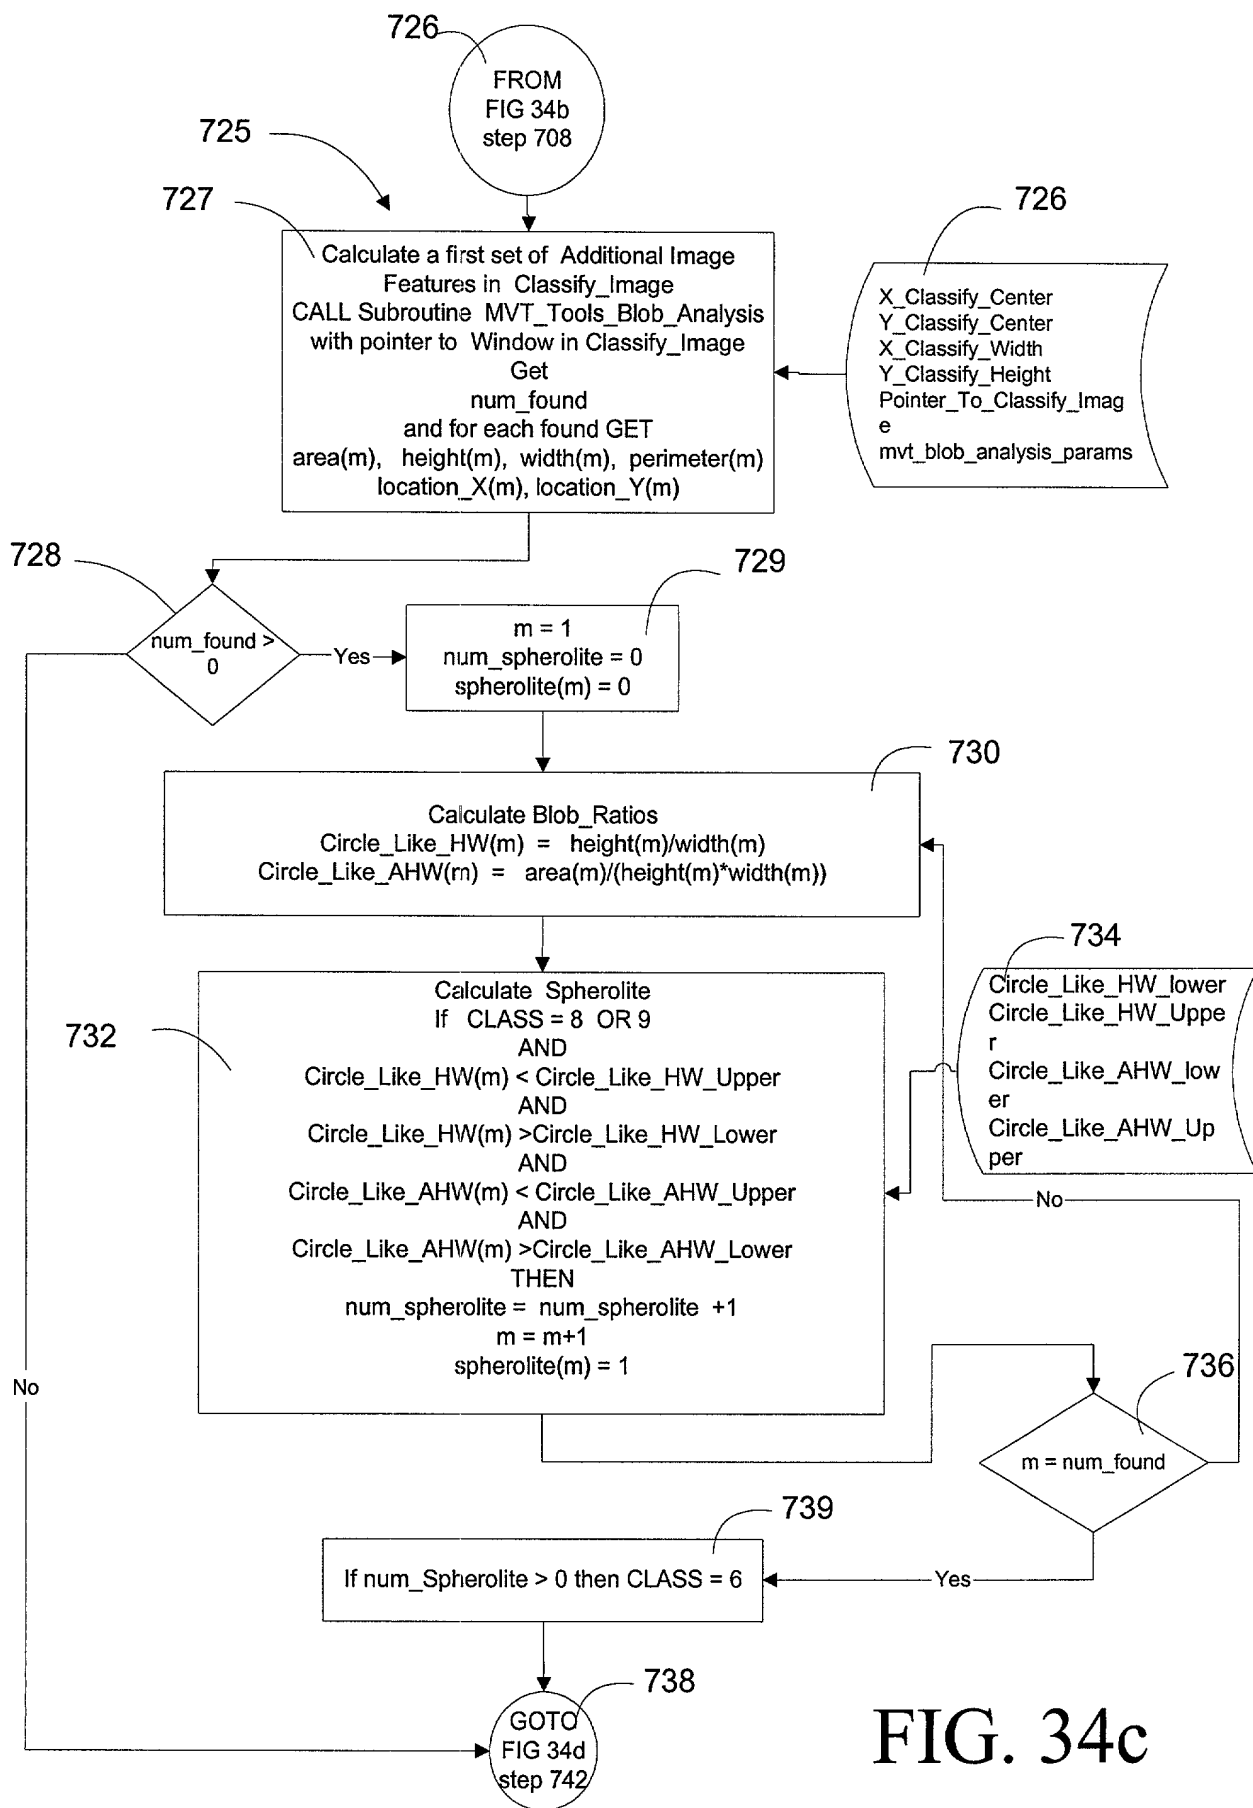 726
FROM
FIG 34b
step 708
725
727
Calculate a first set of Additional Image
Features in Classify_Image
CALL Subroutine MVT_Tools_Blob_Analysis
with pointer to Window in Classify_Image
Get
num_found
and for each found GET
area(m), height(m), width(m), perimeter(m)
location_X(m), location_Y(m)
726
X_Classify_Center
Y_Classify_Center
X_Classify_Width
Y_Classify_Height
Pointer_To_Classify_Imag
e
mvt_blob_analysis_params
728
num_found >
0
Yes
729
m = 1
num_spherolite = 0
spherolite(m) = 0
730
Calculate Blob_Ratios
Circle_Like_HW(m) = height(m)/width(m)
Circle_Like_AHW(m) = area(m)/(height(m)*width(m))
732
Calculate Spherolite
If CLASS = 8 OR 9
AND
Circle_Like_HW(m) < Circle_Like_HW_Upper
AND
Circle_Like_HW(m) >Circle_Like_HW_Lower
AND
Circle_Like_AHW(m) < Circle_Like_AHW_Upper
AND
Circle_Like_AHW(m) >Circle_Like_AHW_Lower
THEN
num_spherolite = num_spherolite +1
m = m+1
spherolite(m) = 1
734
Circle_Like_HW_lower
Circle_Like_HW_Uppe
r
Circle_Like_AHW_low
er
Circle_Like_AHW_Up
per
No
No
736
m = num_found
739
If num_Spherolite > 0 then CLASS = 6
Yes
738
GOTO
FIG 34d
step 742
FIG. 34c